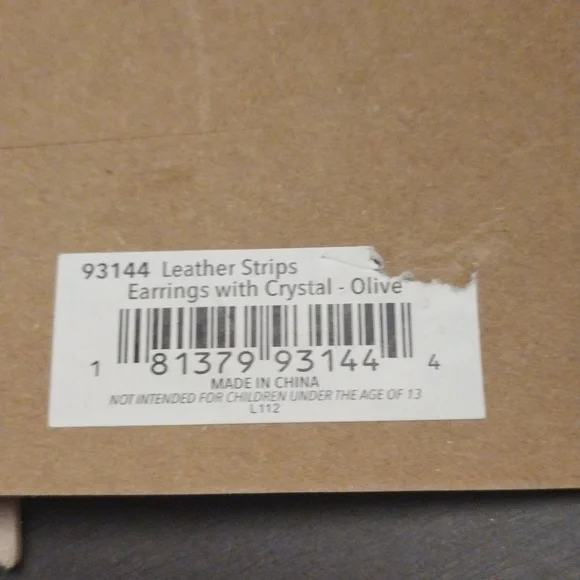 93144 Leather Strips
Earrings with Crystal - Olive
1 81379 93144 4
MADE IN CHINA
NOT INTENDED FOR CHILDREN UNDER THE AGE OF 13
L112